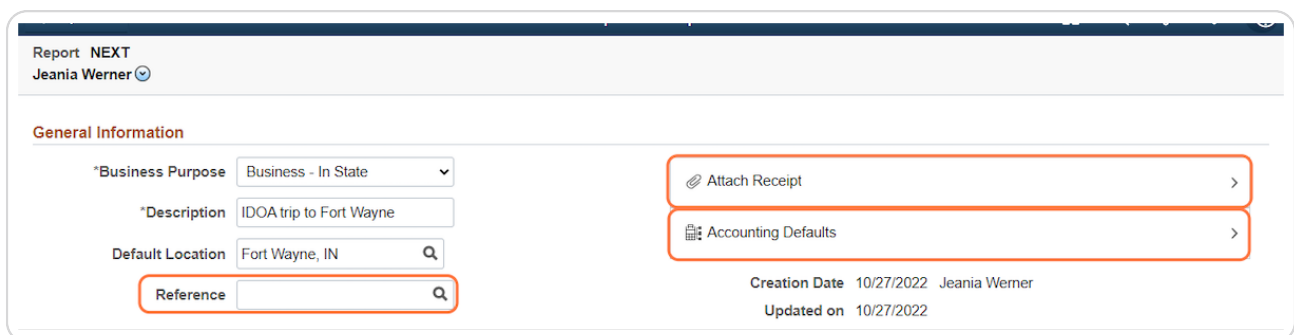 Report NEXT
Jeania Werner
General Information
*Business Purpose Business - In State
Attach Receipt
*Description IDOA trip to Fort Wayne
Accounting Defaults
Default Location Fort Wayne, IN
Creation Date 10/27/2022 Jeania Werner
Reference
Updated on 10/27/2022